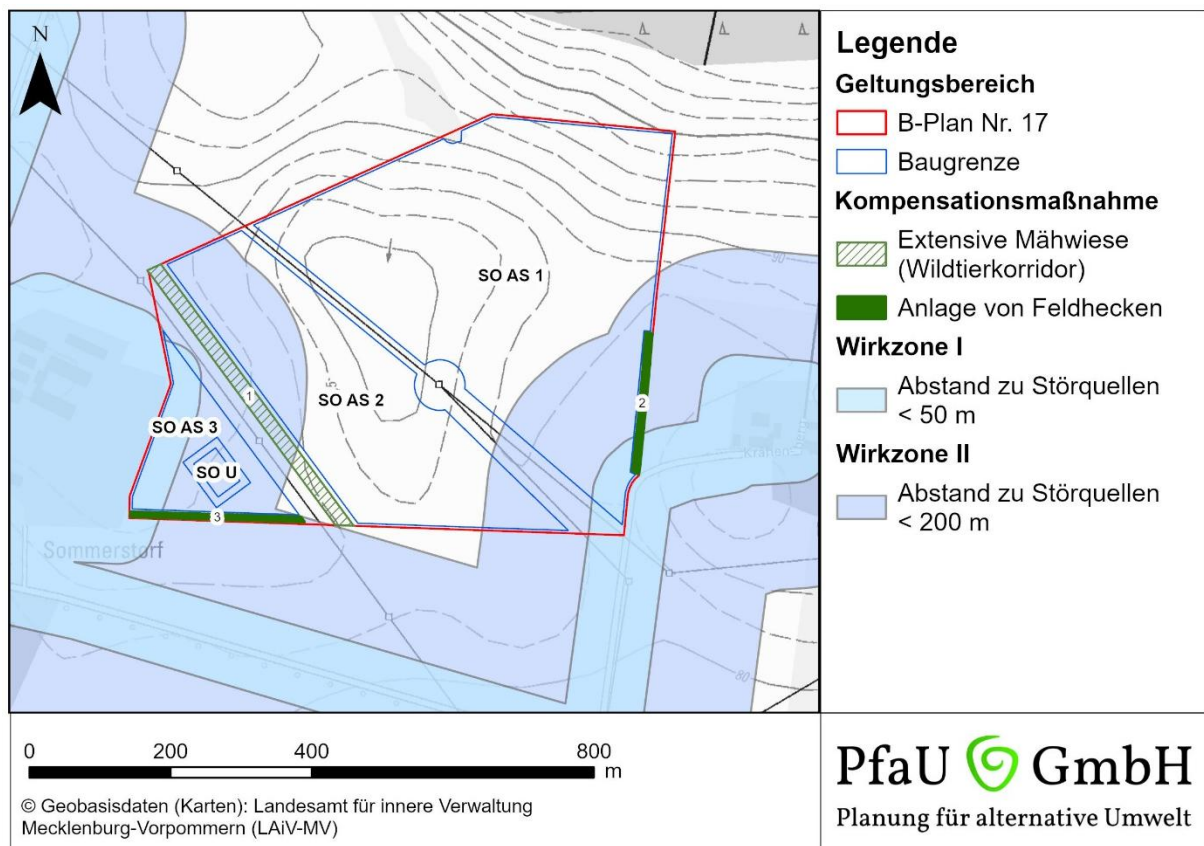 N
SO AS 1
SO AS 2
SO AS 3
SO U
1
2
3
90
80
Krähenberg
Sommerstorf
Legende
Geltungsbereich
B-Plan Nr. 17
Baugrenze
Kompensationsmaßnahme
Extensive Mähwiese
(Wildtierkorridor)
Anlage von Feldhecken
Wirkzone I
Abstand zu Störquellen
< 50 m
Wirkzone II
Abstand zu Störquellen
< 200 m
0 200 400 800
m
© Geobasisdaten (Karten): Landesamt für innere Verwaltung
Mecklenburg-Vorpommern (LAiV-MV)
PfaU GmbH
Planung für alternative Umwelt